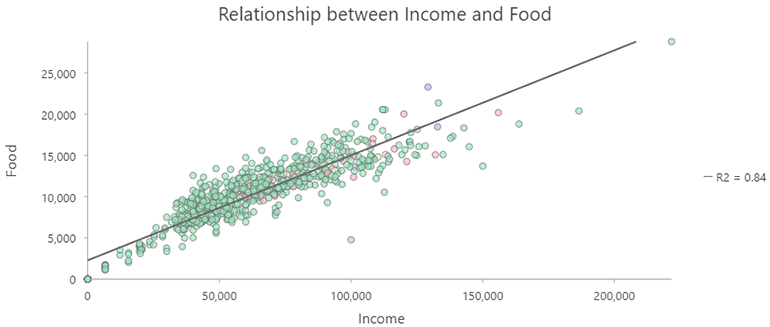 Relationship between Income and Food
Food
25,000
20,000
15,000
10,000
5,000
0
R2 = 0.84
0 50,000 100,000 150,000 200,000
Income